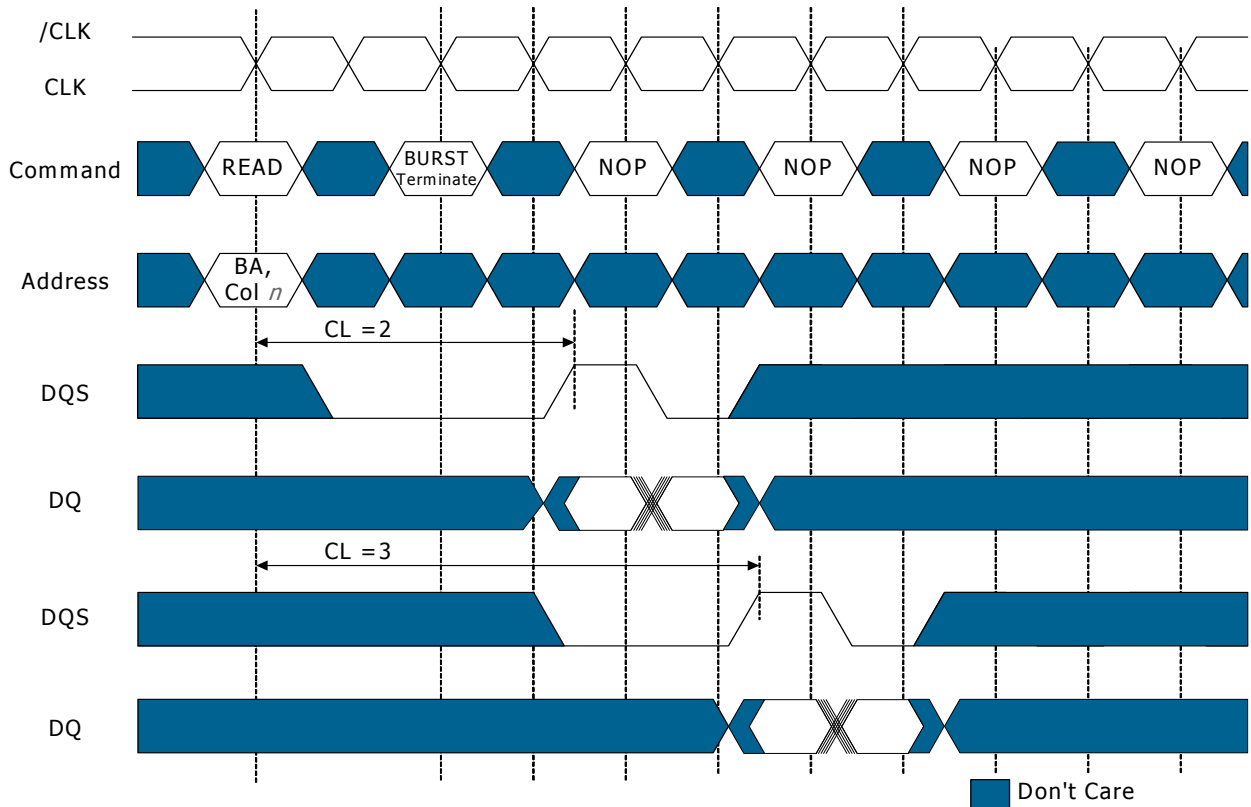 /CLK
CLK
Command
READ
BURST
Terminate
NOP
NOP
NOP
NOP
Address
BA,
Col n
CL = 2
DQS
DQ
CL = 3
DQS
DQ
Don't Care